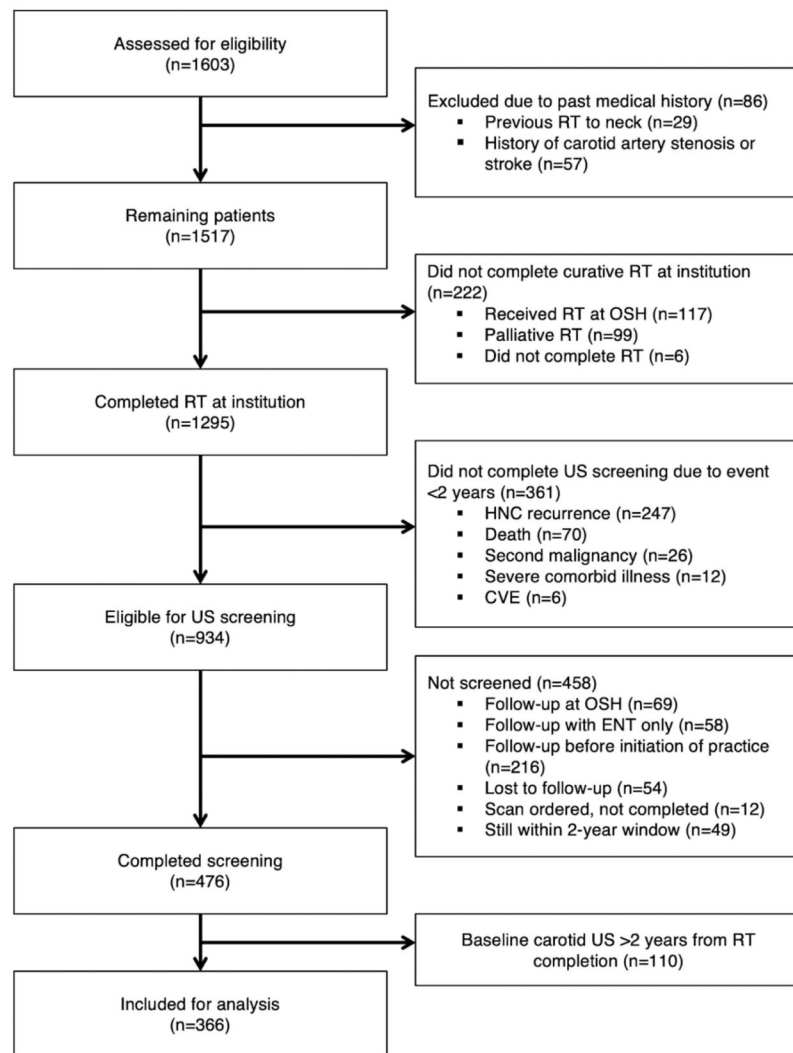 Assessed for eligibility
(n=1603)
Excluded due to past medical history (n=86)
▪ Previous RT to neck (n=29)
▪ History of carotid artery stenosis or
stroke (n=57)
Remaining patients
(n=1517)
Did not complete curative RT at institution
(n=222)
▪ Received RT at OSH (n=117)
▪ Palliative RT (n=99)
▪ Did not complete RT (n=6)
Completed RT at institution
(n=1295)
Did not complete US screening due to event
<2 years (n=361)
▪ HNC recurrence (n=247)
▪ Death (n=70)
▪ Second malignancy (n=26)
▪ Severe comorbid illness (n=12)
▪ CVE (n=6)
Eligible for US screening
(n=934)
Not screened (n=458)
▪ Follow-up at OSH (n=69)
▪ Follow-up with ENT only (n=58)
▪ Follow-up before initiation of practice
(n=216)
▪ Lost to follow-up (n=54)
▪ Scan ordered, not completed (n=12)
▪ Still within 2-year window (n=49)
Completed screening
(n=476)
Baseline carotid US >2 years from RT
completion (n=110)
Included for analysis
(n=366)